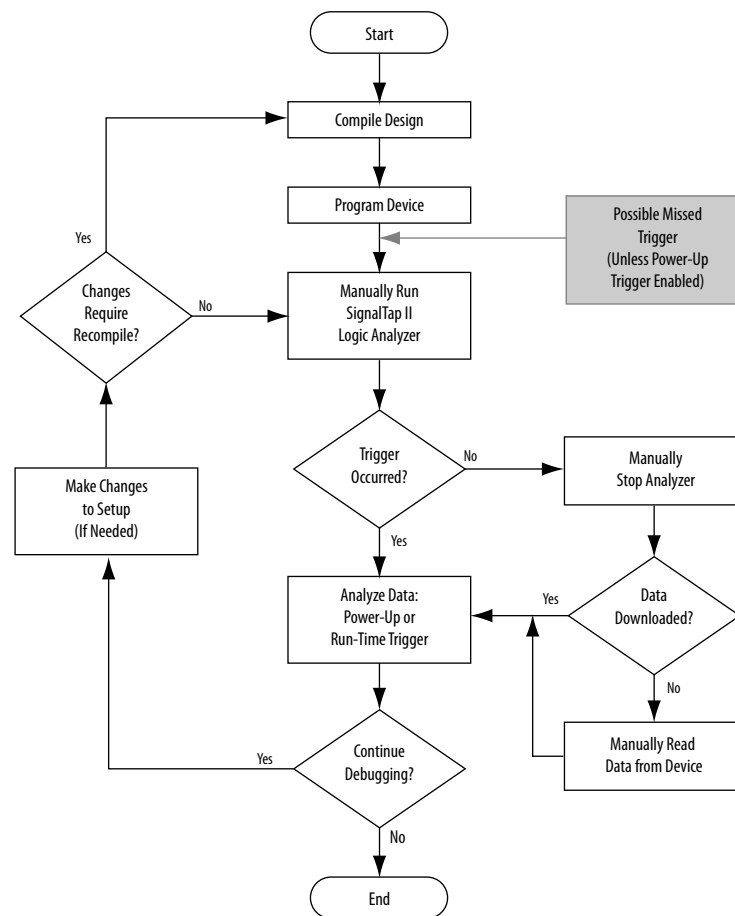 Start
Compile Design
Program Device
Possible Missed
Trigger
(Unless Power-Up
Trigger Enabled)
Yes
Changes
Require
Recompile?
No
Manually Run
SignalTap II
Logic Analyzer
Trigger
Occurred?
No
Manually
Stop Analyzer
Make Changes
to Setup
(If Needed)
Yes
Analyze Data:
Power-Up or
Run-Time Trigger
Yes
Data
Downloaded?
No
Manually Read
Data from Device
Yes
Continue
Debugging?
No
End